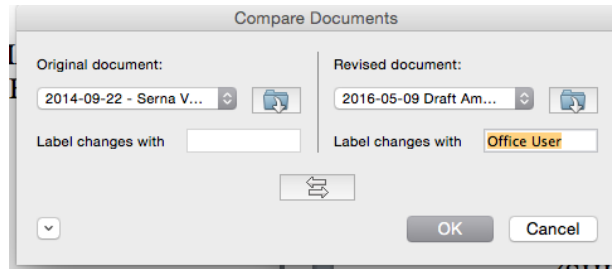 Compare Documents
Original document:
Revised document:
2014-09-22 - Serna V...
2016-05-09 Draft Am...
Label changes with
Label changes with
Office User
OK
Cancel